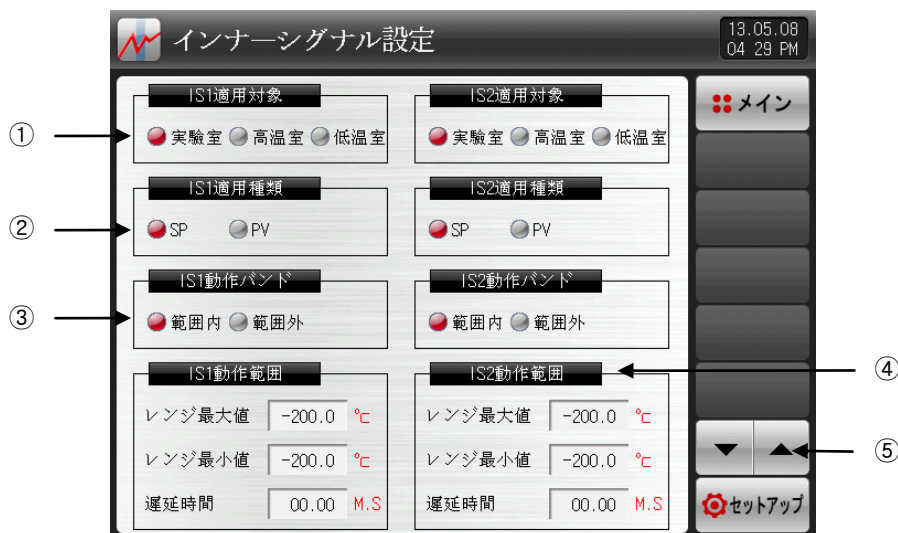 インナーシグナル設定
13.05.08
04 29 PM
IS1適用対象
IS2適用対象
メイン
①
実験室 高温室 低温室
実験室 高温室 低温室
IS1適用種類
IS2適用種類
②
SP PV
SP PV
IS1動作バンド
IS2動作バンド
③
範囲内 範囲外
範囲内 範囲外
IS1動作範囲
IS2動作範囲
④
レンジ最大値 -200.0 ℃
レンジ最大値 -200.0 ℃
レンジ最小値 -200.0 ℃
レンジ最小値 -200.0 ℃
⑤
遅延時間 00.00 M.S
遅延時間 00.00 M.S
セットアップ